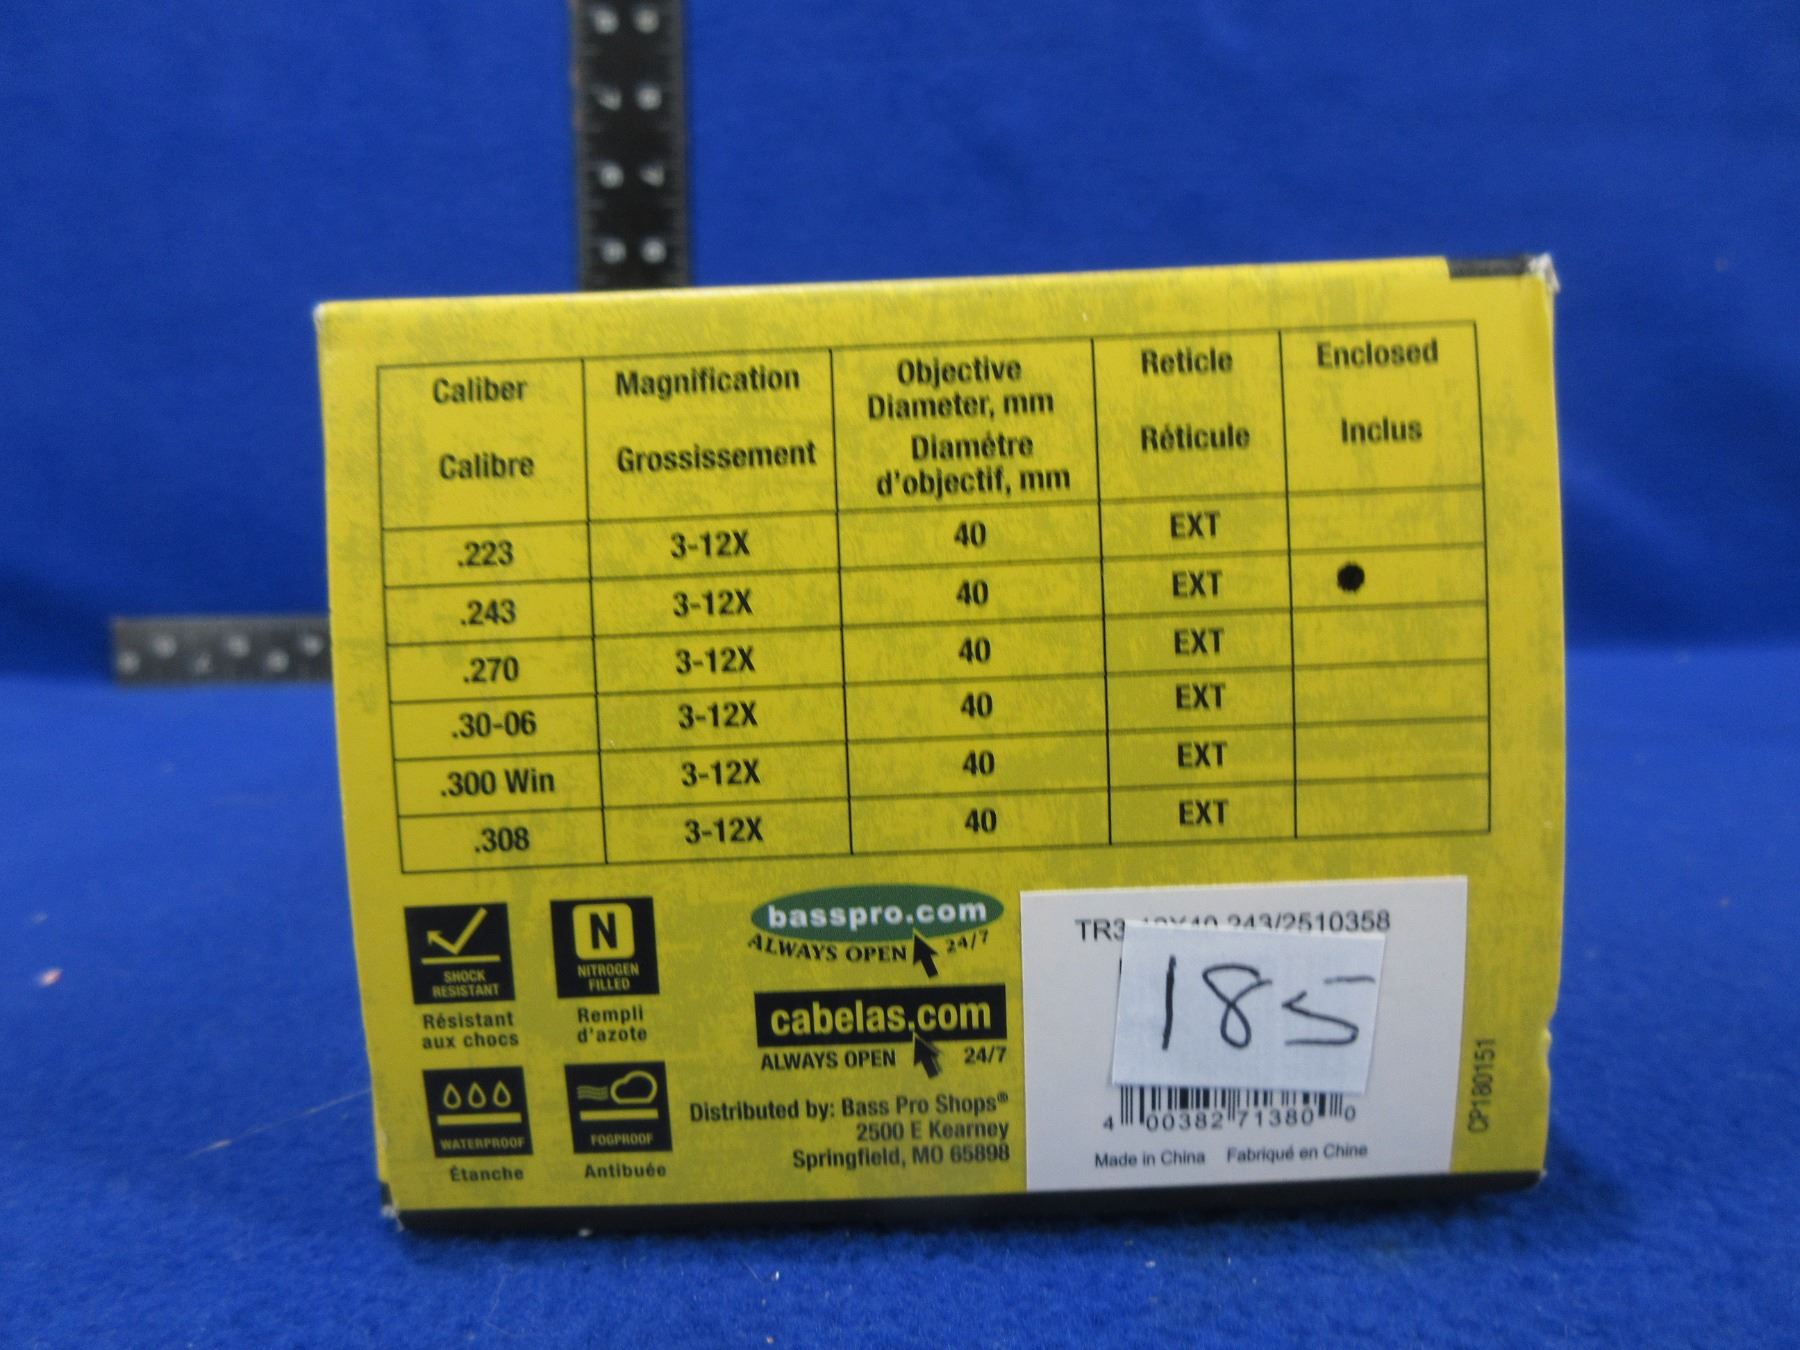 Caliber Magnification Objective Diameter, mm Reticle Enclosed
Calibre Grossissement Diamétre d'objectif, mm Réticule Inclus
.223 3-12X 40 EXT
.243 3-12X 40 EXT ●
.270 3-12X 40 EXT
.30-06 3-12X 40 EXT
.300 Win 3-12X 40 EXT
.308 3-12X 40 EXT
SHOCK
RESISTANT
Résistant
aux chocs
N
NITROGEN
FILLED
Rempli
d'azote
WATERPROOF
Étanche
FOGPROOF
Antibuée
basspro.com
ALWAYS OPEN 24/7
cabelas.com
ALWAYS OPEN 24/7
Distributed by: Bass Pro Shops®
2500 E Kearney
Springfield, MO 65898
TR3-12X40 243/2510358
185
4 00382 71380 0
Made in China Fabriqué en Chine
CP180151